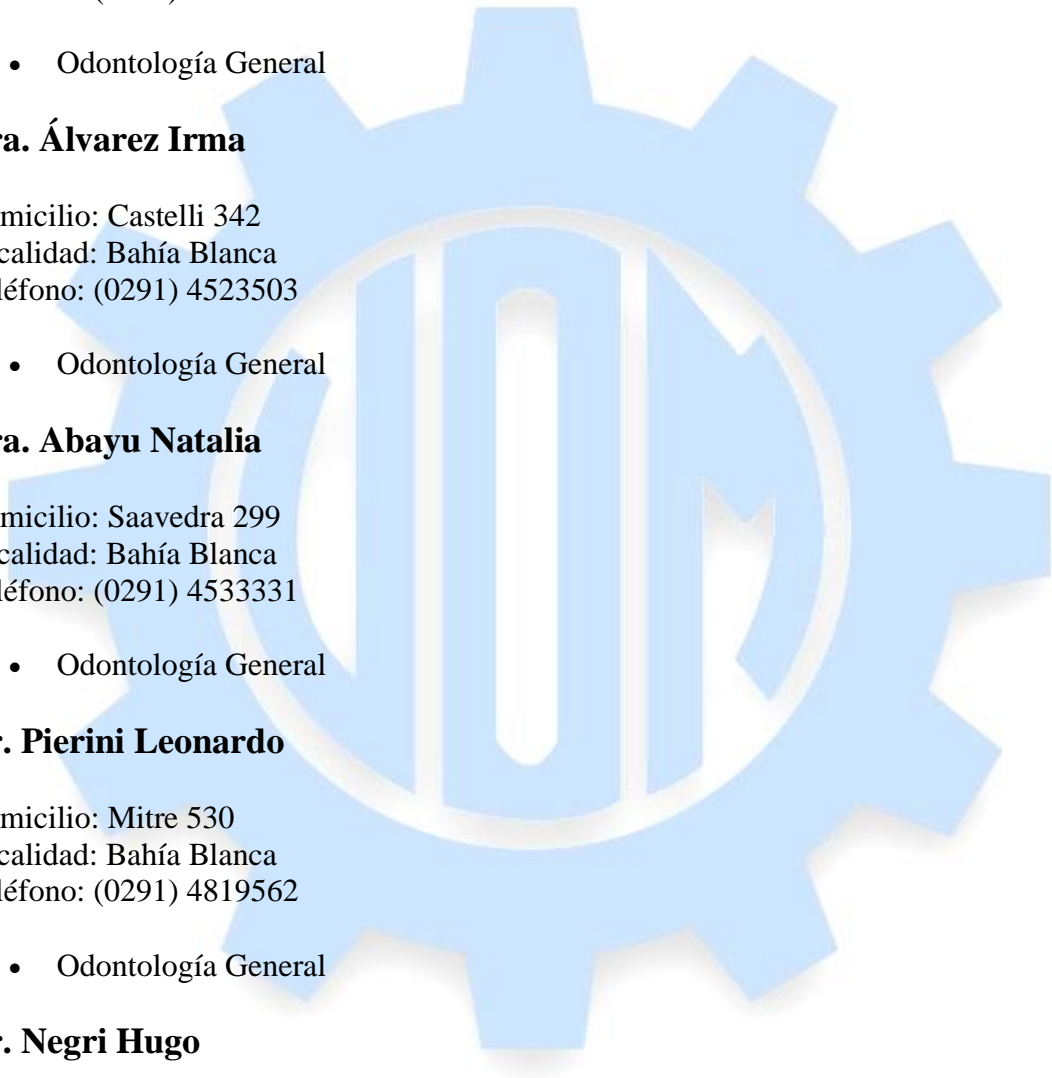 • Odontología General
ra. Álvarez Irma
micilio: Castelli 342
calidad: Bahía Blanca
léfono: (0291) 4523503
• Odontología General
ra. Abayu Natalia
micilio: Saavedra 299
calidad: Bahía Blanca
léfono: (0291) 4533331
• Odontología General
r. Pierini Leonardo
micilio: Mitre 530
calidad: Bahía Blanca
léfono: (0291) 4819562
• Odontología General
r. Negri Hugo
UOM